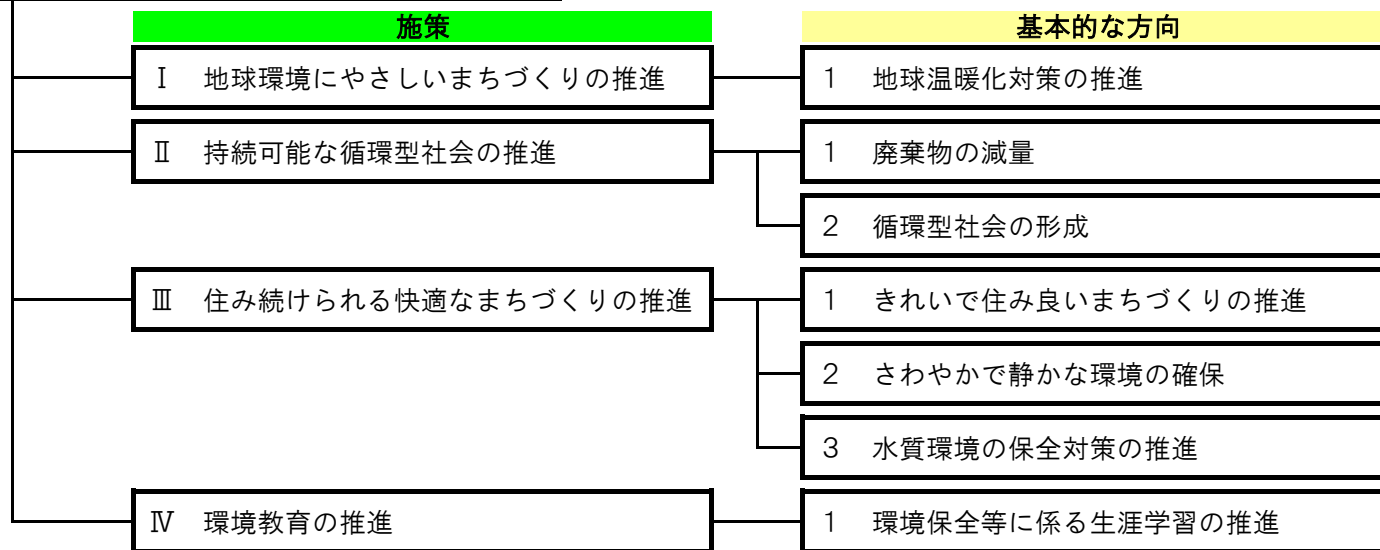 施策 基本的な方向
Ⅰ 地球環境にやさしいまちづくりの推進 1 地球温暖化対策の推進
Ⅱ 持続可能な循環型社会の推進 1 廃棄物の減量
2 循環型社会の形成
Ⅲ 住み続けられる快適なまちづくりの推進 1 きれいで住み良いまちづくりの推進
2 さわやかで静かな環境の確保
3 水質環境の保全対策の推進
Ⅳ 環境教育の推進 1 環境保全等に係る生涯学習の推進